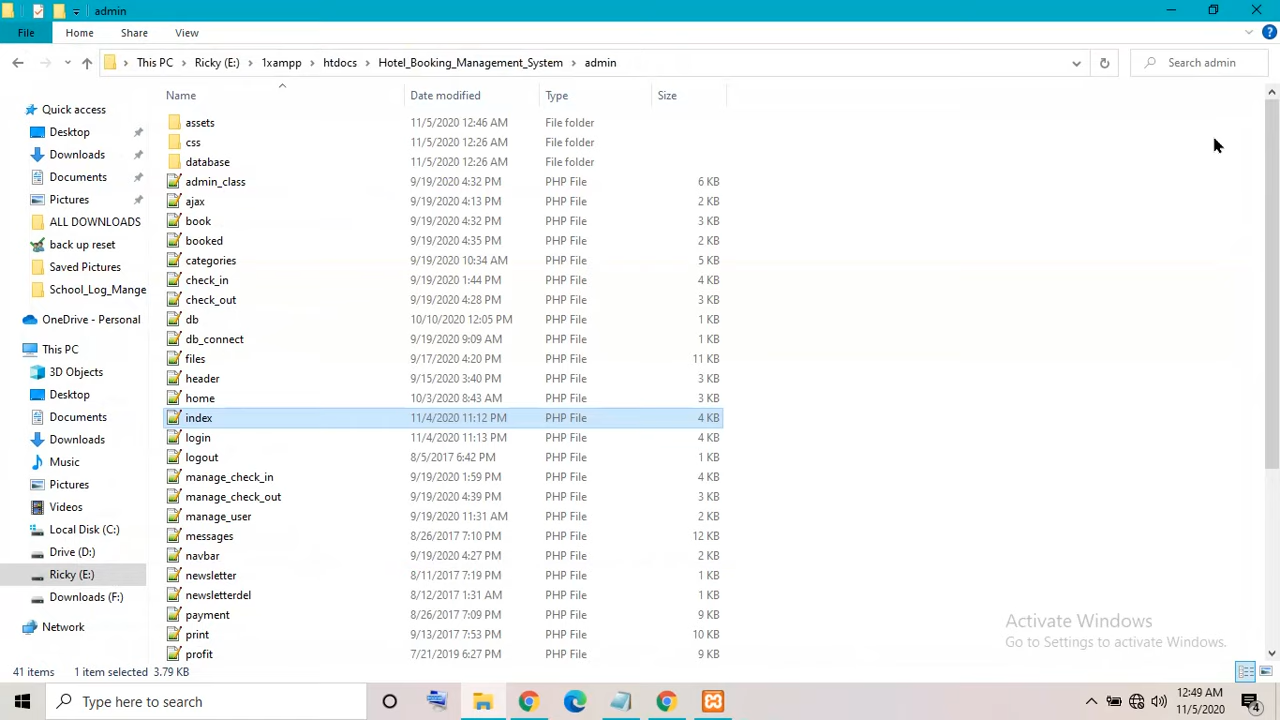 admin
File Home Share View
This PC Ricky (E:) 1xampp htdocs Hotel_Booking_Management_System admin Search admin
Name Date modified Type Size
Quick access
Desktop
Downloads
Documents
Pictures
ALL DOWNLOADS
back up reset
Saved Pictures
School_Log_Mange
OneDrive - Personal
This PC
3D Objects
Desktop
Documents
Downloads
Music
Pictures
Videos
Local Disk (C:)
Drive (D:)
Ricky (E:)
Downloads (F:)
Network
assets 11/5/2020 12:46 AM File folder
css 11/5/2020 12:26 AM File folder
database 11/5/2020 12:26 AM File folder
admin_class 9/19/2020 4:32 PM PHP File 6 KB
ajax 9/19/2020 4:13 PM PHP File 2 KB
book 9/19/2020 4:32 PM PHP File 3 KB
booked 9/19/2020 4:35 PM PHP File 2 KB
categories 9/19/2020 10:34 AM PHP File 5 KB
check_in 9/19/2020 1:44 PM PHP File 4 KB
check_out 9/19/2020 4:28 PM PHP File 3 KB
db 10/10/2020 12:05 PM PHP File 1 KB
db_connect 9/19/2020 9:09 AM PHP File 1 KB
files 9/17/2020 4:20 PM PHP File 11 KB
header 9/15/2020 3:40 PM PHP File 3 KB
home 10/3/2020 8:43 AM PHP File 3 KB
index 11/4/2020 11:12 PM PHP File 4 KB
login 11/4/2020 11:13 PM PHP File 4 KB
logout 8/5/2017 6:42 PM PHP File 1 KB
manage_check_in 9/19/2020 1:59 PM PHP File 4 KB
manage_check_out 9/19/2020 4:39 PM PHP File 3 KB
manage_user 9/19/2020 11:31 AM PHP File 2 KB
messages 8/26/2017 7:10 PM PHP File 12 KB
navbar 9/19/2020 4:27 PM PHP File 2 KB
newsletter 8/11/2017 7:19 PM PHP File 1 KB
newsletterdel 8/12/2017 1:31 AM PHP File 1 KB
payment 8/26/2017 7:09 PM PHP File 9 KB
print 9/13/2017 7:53 PM PHP File 10 KB
profit 7/21/2019 6:27 PM PHP File 9 KB
Activate Windows
Go to Settings to activate Windows.
41 items 1 item selected 3.79 KB
Type here to search
12:49 AM
11/5/2020
4